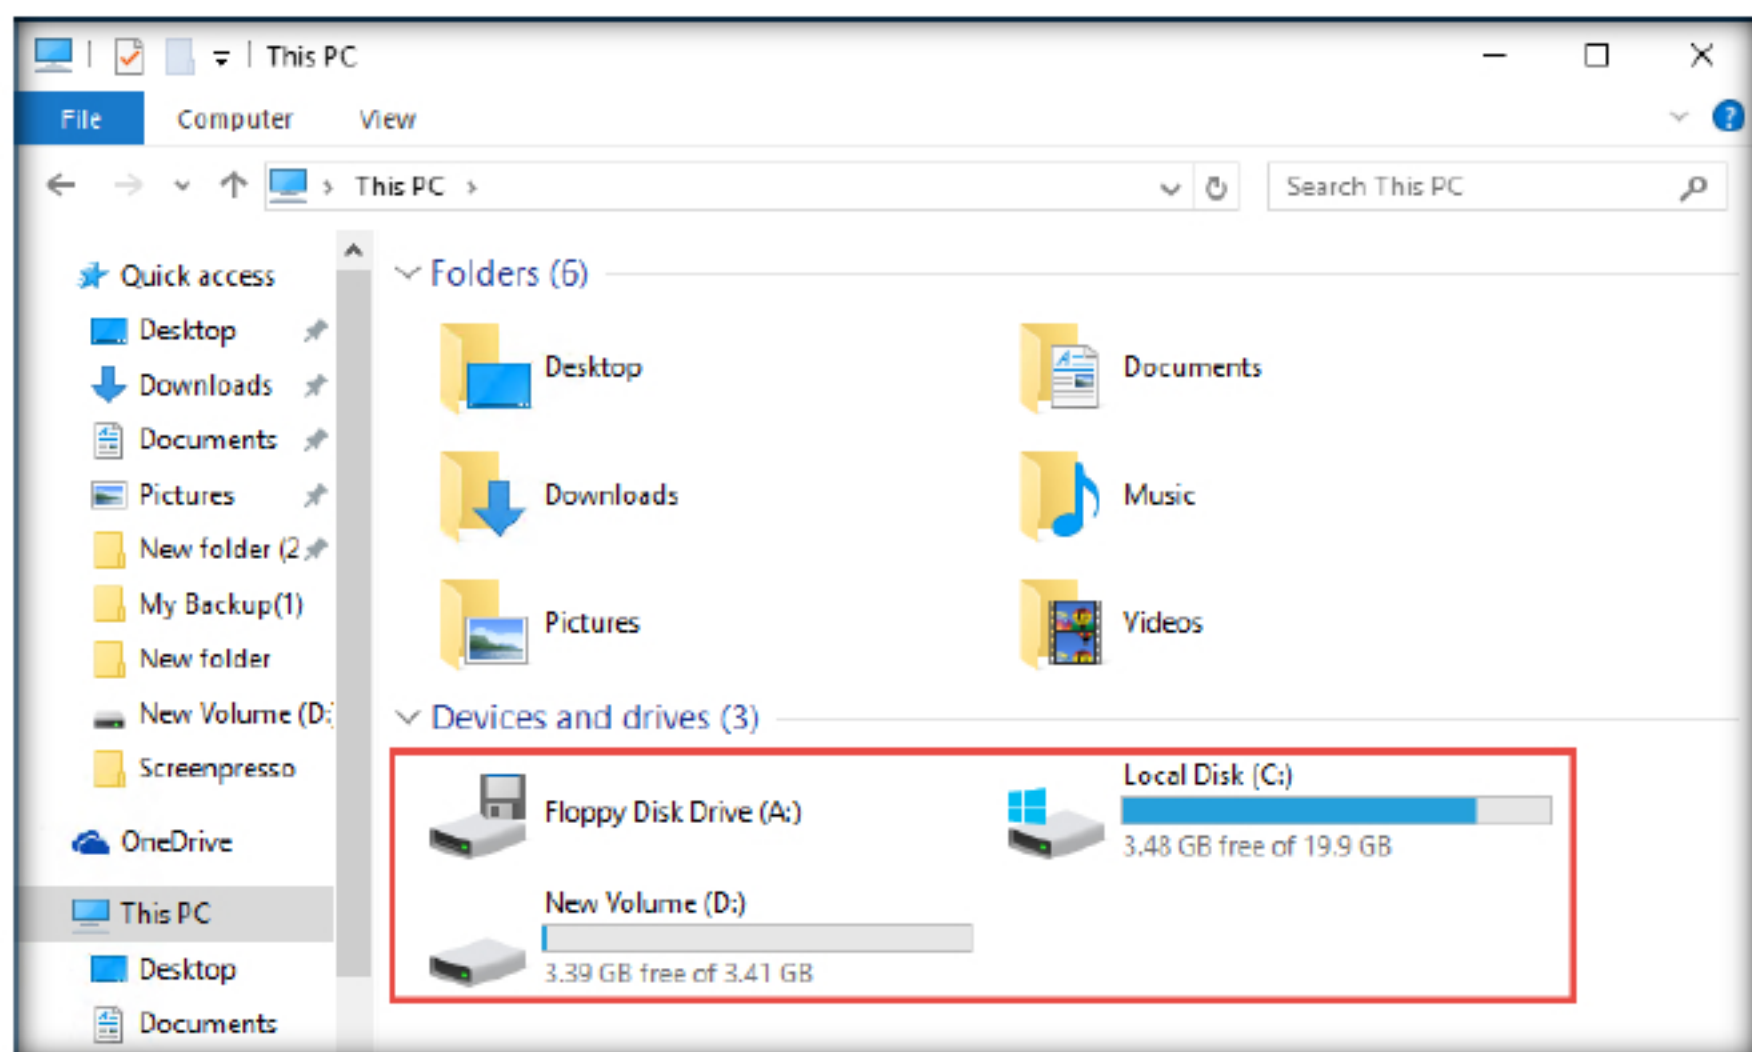 This PC
File Computer View
This PC
Search This PC
Quick access
Desktop
Downloads
Documents
Pictures
New folder (2
My Backup(1)
New folder
New Volume (D:
Screenpresso
OneDrive
This PC
Desktop
Documents
Folders (6)
Desktop
Documents
Downloads
Music
Pictures
Videos
Devices and drives (3)
Floppy Disk Drive (A:)
Local Disk (C:)
3.48 GB free of 19.9 GB
New Volume (D:)
3.39 GB free of 3.41 GB